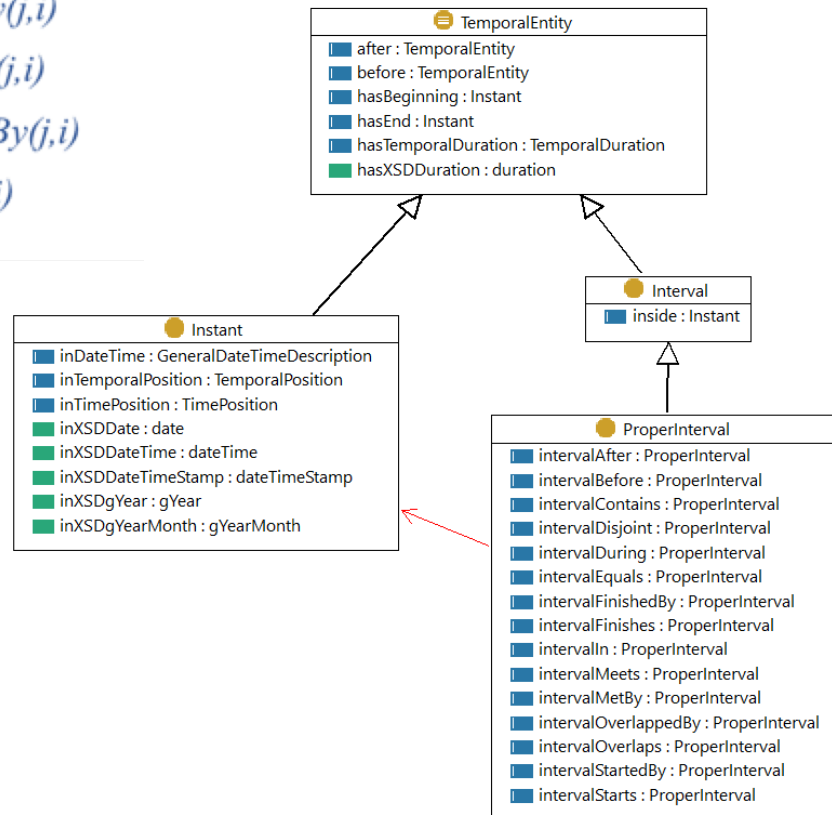 (j,i)
(j,i)
By(j,i)
TemporalEntity
after : TemporalEntity
before : TemporalEntity
hasBeginning : Instant
hasEnd : Instant
hasTemporalDuration : TemporalDuration
hasXSDDuration : duration
Interval
inside : Instant
Instant
inDateTime : GeneralDateTimeDescription
inTemporalPosition : TemporalPosition
inTimePosition : TimePosition
inXSDDate : date
inXSDDateTime : dateTime
inXSDDateTimeStamp : dateTimeStamp
inXSDgYear : gYear
inXSDgYearMonth : gYearMonth
ProperInterval
intervalAfter : ProperInterval
intervalBefore : ProperInterval
intervalContains : ProperInterval
intervalDisjoint : ProperInterval
intervalDuring : ProperInterval
intervalEquals : ProperInterval
intervalFinishedBy : ProperInterval
intervalFinishes : ProperInterval
intervalIn : ProperInterval
intervalMeets : ProperInterval
intervalMetBy : ProperInterval
intervalOverlappedBy : ProperInterval
intervalOverlaps : ProperInterval
intervalStartedBy : ProperInterval
intervalStarts : ProperInterval